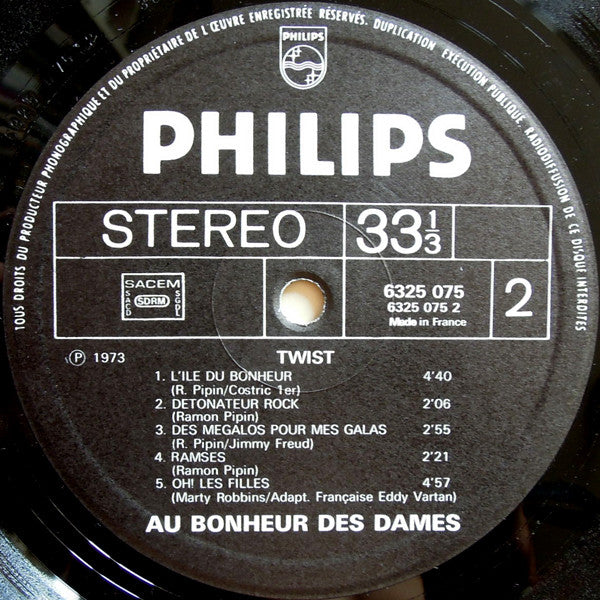 TOUS DROITS DU PRODUCTEUR PHONOGRAPHIQUE ET DU PROPRIÉTAIRE DE L'ŒUVRE ENREGISTRÉE RÉSERVÉS. DUPLICATION, EXÉCUTION PUBLIQUE, RADIODIFFUSION DE CE DISQUE INTERDITES
PHILIPS
PHILIPS
STEREO 33 1/3
SACEM
SACD SDRM SGDL
6325 075
6325 075 2
Made in France
2
Ⓟ 1973
TWIST
1. L'ILE DU BONHEUR 4'40
(R. Pipin/Costric 1er)
2. DETONATEUR ROCK 2'06
(Ramon Pipin)
3. DES MEGALOS POUR MES GALAS 2'55
(R. Pipin/Jimmy Freud)
4. RAMSES 2'21
(Ramon Pipin)
5. OH! LES FILLES 4'57
(Marty Robbins/Adapt. Française Eddy Vartan)
AU BONHEUR DES DAMES